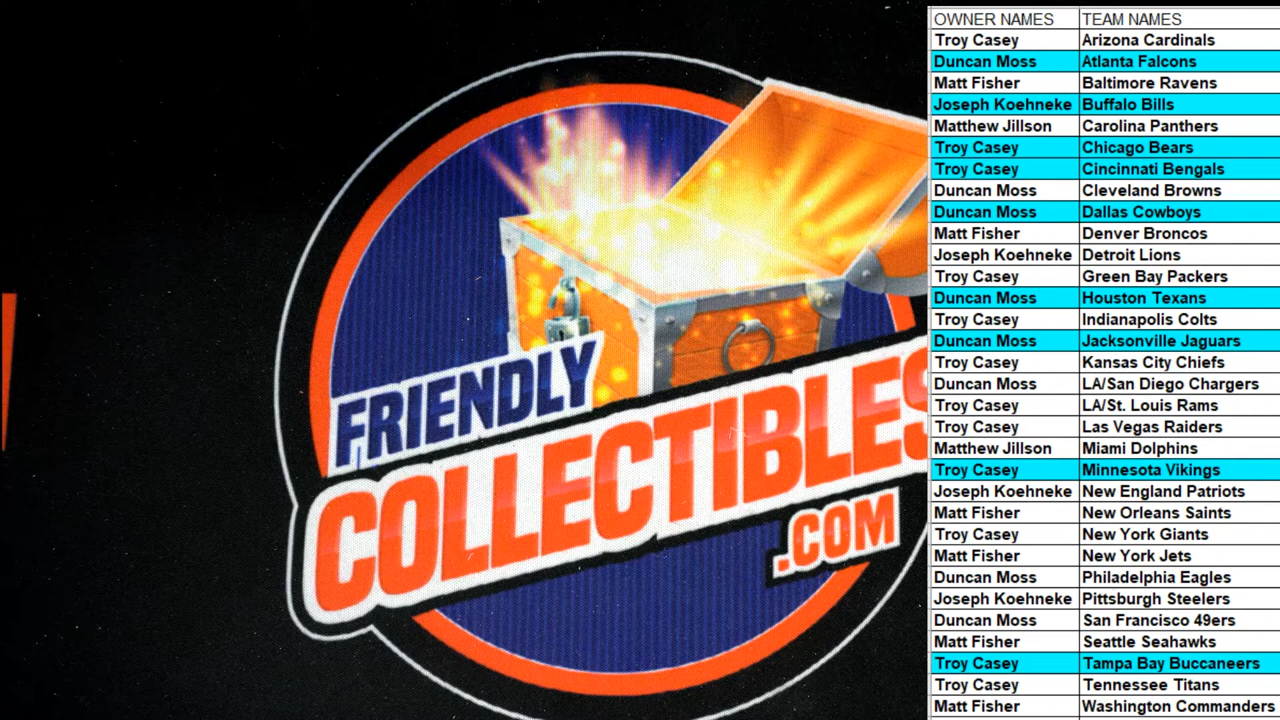 FRIENDLY
COLLECTIBLES
.COM
OWNER NAMES TEAM NAMES
Troy Casey Arizona Cardinals
Duncan Moss Atlanta Falcons
Matt Fisher Baltimore Ravens
Joseph Koehneke Buffalo Bills
Matthew Jillson Carolina Panthers
Troy Casey Chicago Bears
Troy Casey Cincinnati Bengals
Duncan Moss Cleveland Browns
Duncan Moss Dallas Cowboys
Matt Fisher Denver Broncos
Joseph Koehneke Detroit Lions
Troy Casey Green Bay Packers
Duncan Moss Houston Texans
Troy Casey Indianapolis Colts
Duncan Moss Jacksonville Jaguars
Troy Casey Kansas City Chiefs
Duncan Moss LA/San Diego Chargers
Troy Casey LA/St. Louis Rams
Troy Casey Las Vegas Raiders
Matthew Jillson Miami Dolphins
Troy Casey Minnesota Vikings
Joseph Koehneke New England Patriots
Matt Fisher New Orleans Saints
Troy Casey New York Giants
Matt Fisher New York Jets
Duncan Moss Philadelphia Eagles
Joseph Koehneke Pittsburgh Steelers
Duncan Moss San Francisco 49ers
Matt Fisher Seattle Seahawks
Troy Casey Tampa Bay Buccaneers
Troy Casey Tennessee Titans
Matt Fisher Washington Commanders